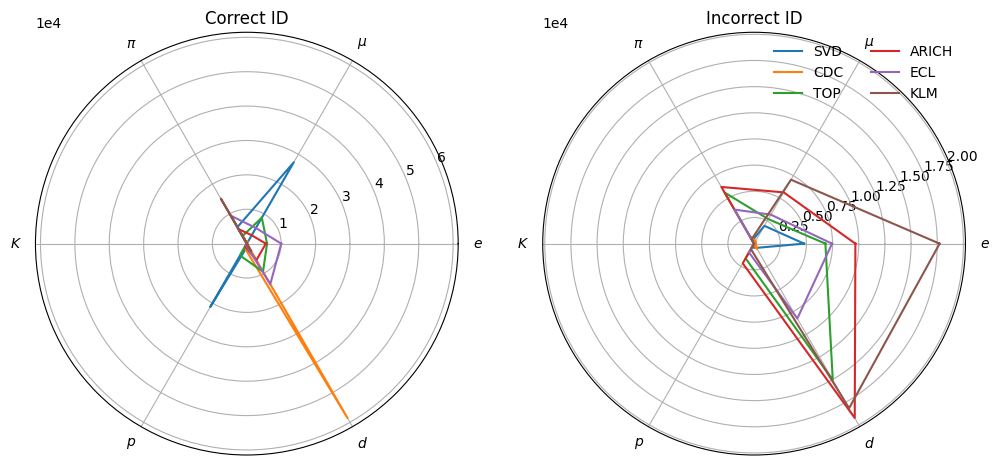 Correct ID
1e4
π
μ
K
e
p
d
1
2
3
4
5
6
Incorrect ID
1e4
π
μ
K
e
p
d
0.25
0.50
0.75
1.00
1.25
1.50
1.75
2.00
SVD
CDC
TOP
ARICH
ECL
KLM